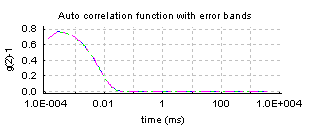 Auto correlation function with error bands
g(2)-1
0.8
0.6
0.4
0.2
0.0
1.0E-004 0.01 1 100 1.0E+004
time (ms)